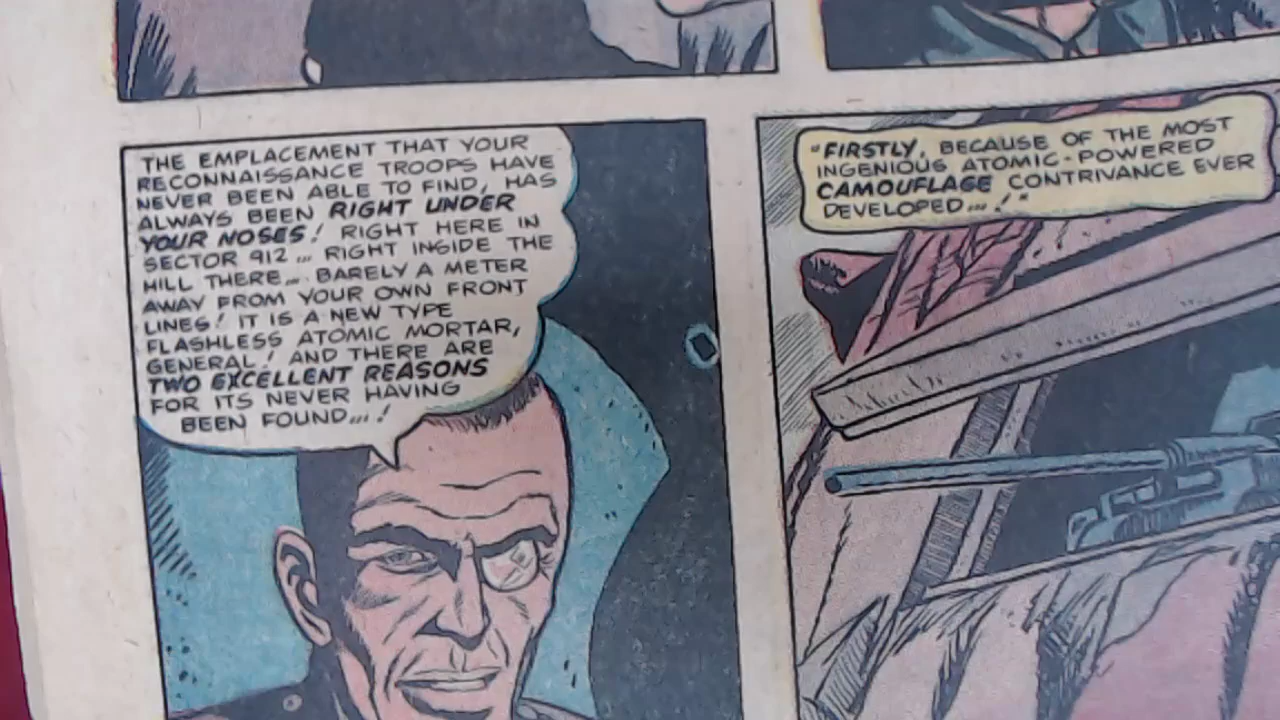 THE EMPLACEMENT THAT YOUR
RECONNAISSANCE TROOPS HAVE
NEVER BEEN ABLE TO FIND, HAS
ALWAYS BEEN RIGHT UNDER
YOUR NOSES! RIGHT HERE IN
SECTOR 912... RIGHT INSIDE THE
HILL THERE... BARELY A METER
AWAY FROM YOUR OWN FRONT
LINES! IT IS A NEW TYPE
FLASHLESS ATOMIC MORTAR,
GENERAL! AND THERE ARE
TWO EXCELLENT REASONS
FOR ITS NEVER HAVING
BEEN FOUND...!
"FIRSTLY, BECAUSE OF THE MOST
INGENIOUS ATOMIC-POWERED
CAMOUFLAGE CONTRIVANCE EVER
DEVELOPED...!"